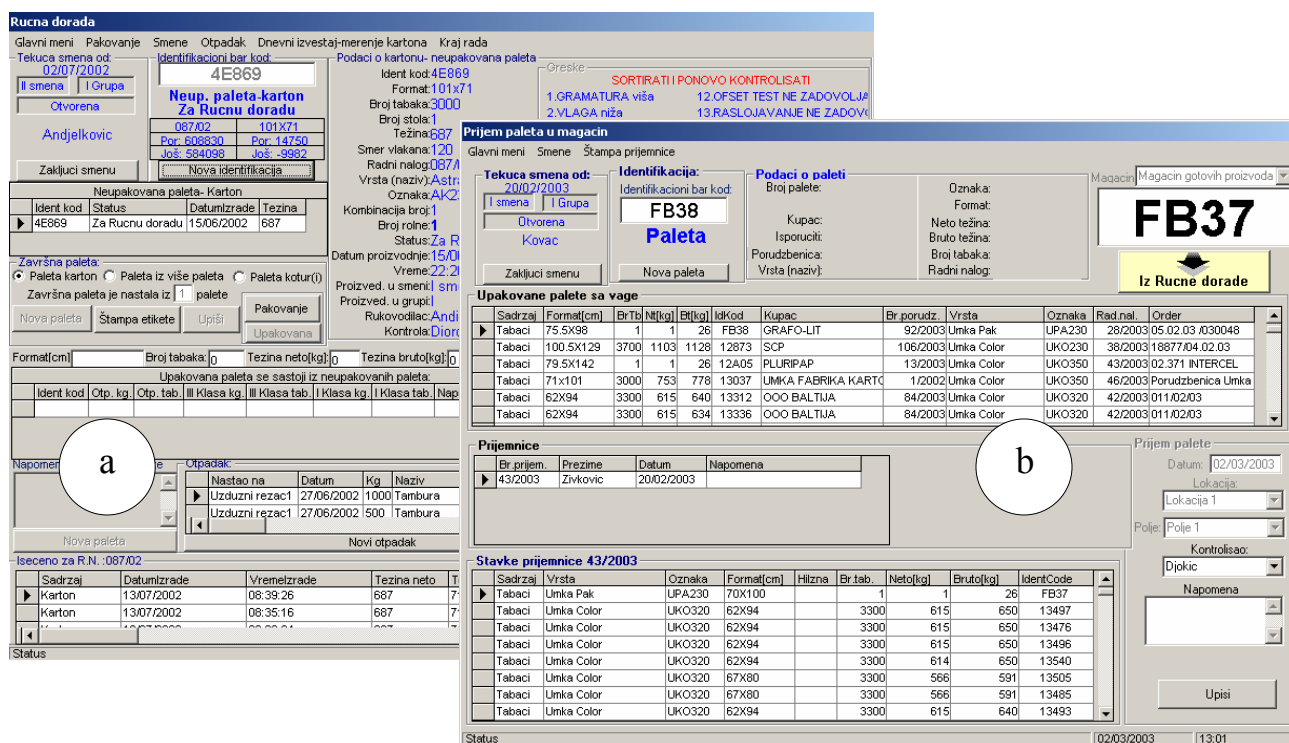 Rucna dorada
Glavni meni Pakovanje Smene Otpadak Dnevni izvestaj-merenje kartona Kraj rada
Tekuca smena od:
02/07/2002
II smena I Grupa
Otvorena
Andjelkovic
Zakljuci smenu
Identifikacioni bar kod:
4E869
Neup. paleta-karton
Za Rucnu doradu
087/02 101X71
Por: 608830 Por: 14750
Još: 584098 Još: -9982
Nova identifikacija
Podaci o kartonu- neupakovana paleta
Ident kod:4E869
Format:101x71
Broj tabaka:3000
Broj stola:1
Težina:687
Smer vlakana:120
Radni nalog:087/
Vrsta (naziv):Astra
Oznaka:AK23
Kombinacija broj:1
Broj rolne:1
Status:Za R
Datum proizvodnje:15/0
Vreme:22:2
Proizved. u smeni:I sm
Proizved. u grupi:I
Rukovodilac:Andi
Kontrola:Diord
Greske
SORTIRATI I PONOVO KONTROLISATI
1.GRAMATURA viša 12.OFSET TEST NE ZADOVOLJA
2.VLAGA niža 13.RASLOJAVANJE NE ZADOVO
Neupakovana paleta- Karton
Ident kod Status DatumIzrade Tezina
4E869 Za Rucnu doradu 15/06/2002 687
Završna paleta:
Paleta karton Paleta iz više paleta Paleta kotur(i)
Završna paleta je nastala iz 1 palete
Nova paleta Štampa etikete Upiši Pakovanje
Upakovana
Format[cm] Broj tabaka: 0 Tezina neto[kg]: 0 Tezina bruto[kg]: 0
Upakovana paleta se sastoji iz neupakovanih paleta:
Ident kod Otp. kg. Otp. tab. III Klasa kg. III Klasa tab. I Klasa kg. I Klasa tab. Nap
a
Napomen
Nova paleta
Otpadak:
Nastao na Datum Kg Naziv
Uzduzni rezac1 27/06/2002 1000 Tambura
Uzduzni rezac1 27/06/2002 500 Tambura
Novi otpadak
Iseceno za R.N. :087/02
Sadrzaj DatumIzrade VremeIzrade Tezina neto T
Karton 13/07/2002 08:39:26 687 7
Karton 13/07/2002 08:35:16 687 7
Status
Prijem paleta u magacin
Glavni meni Smene Štampa prijemnice
Tekuca smena od:
20/02/2003
I smena I Grupa
Otvorena
Kovac
Zakljuci smenu
Identifikacija:
Identifikacioni bar kod:
FB38
Paleta
Nova paleta
Podaci o paleti
Broj palete: Oznaka:
Format:
Kupac: Neto težina:
Isporuciti: Bruto težina:
Porudzbenica: Broj tabaka:
Vrsta (naziv): Radni nalog:
Magacin Magacin gotovih proizvoda
FB37
Iz Rucne dorade
Upakovane palete sa vage
Sadrzaj Format[cm] BrTb Nt[kg] Bt[kg] IdKod Kupac Br.porudz. Vrsta Oznaka Rad.nal. Order
Tabaci 75.5X98 1 1 26 FB38 GRAFO-LIT 92/2003 Umka Pak UPA230 28/2003 05.02.03 /030048
Tabaci 100.5X129 3700 1103 1128 12873 SCP 106/2003 Umka Color UKO230 38/2003 18877/04.02.03
Tabaci 79.5X142 1 1 26 12A05 PLURIPAP 13/2003 Umka Color UKO350 43/2003 02.371 INTERCEL
Tabaci 71x101 3000 753 778 13037 UMKA FABRIKA KARTO 1/2002 Umka Color UKO350 46/2003 Porudzbenica Umka
Tabaci 62X94 3300 615 640 13312 OOO BALTIJA 84/2003 Umka Color UKO320 42/2003 011/02/03
Tabaci 62X94 3300 615 634 13336 OOO BALTIJA 84/2003 Umka Color UKO320 42/2003 011/02/03
Prijemnice
Br.prijem. Prezime Datum Napomena
43/2003 Zivkovic 20/02/2003
b
Prijem palete
Datum: 02/03/2003
Lokacija:
Lokacija 1
Polje: Polje 1
Kontrolisao:
Djokic
Napomena
Upisi
Stavke prijemnice 43/2003
Sadrzaj Vrsta Oznaka Format[cm] Hilzna Br.tab. Neto[kg] Bruto[kg] IdentCode
Tabaci Umka Pak UPA230 70X100 1 1 26 FB37
Tabaci Umka Color UKO320 62X94 3300 615 650 13497
Tabaci Umka Color UKO320 62X94 3300 615 650 13476
Tabaci Umka Color UKO320 62X94 3300 615 650 13496
Tabaci Umka Color UKO320 62X94 3300 614 650 13540
Tabaci Umka Color UKO320 67X80 3300 566 591 13505
Tabaci Umka Color UKO320 67X80 3300 566 591 13485
Tabaci Umka Color UKO320 62X94 3300 615 640 13493
Status 02/03/2003 13:01